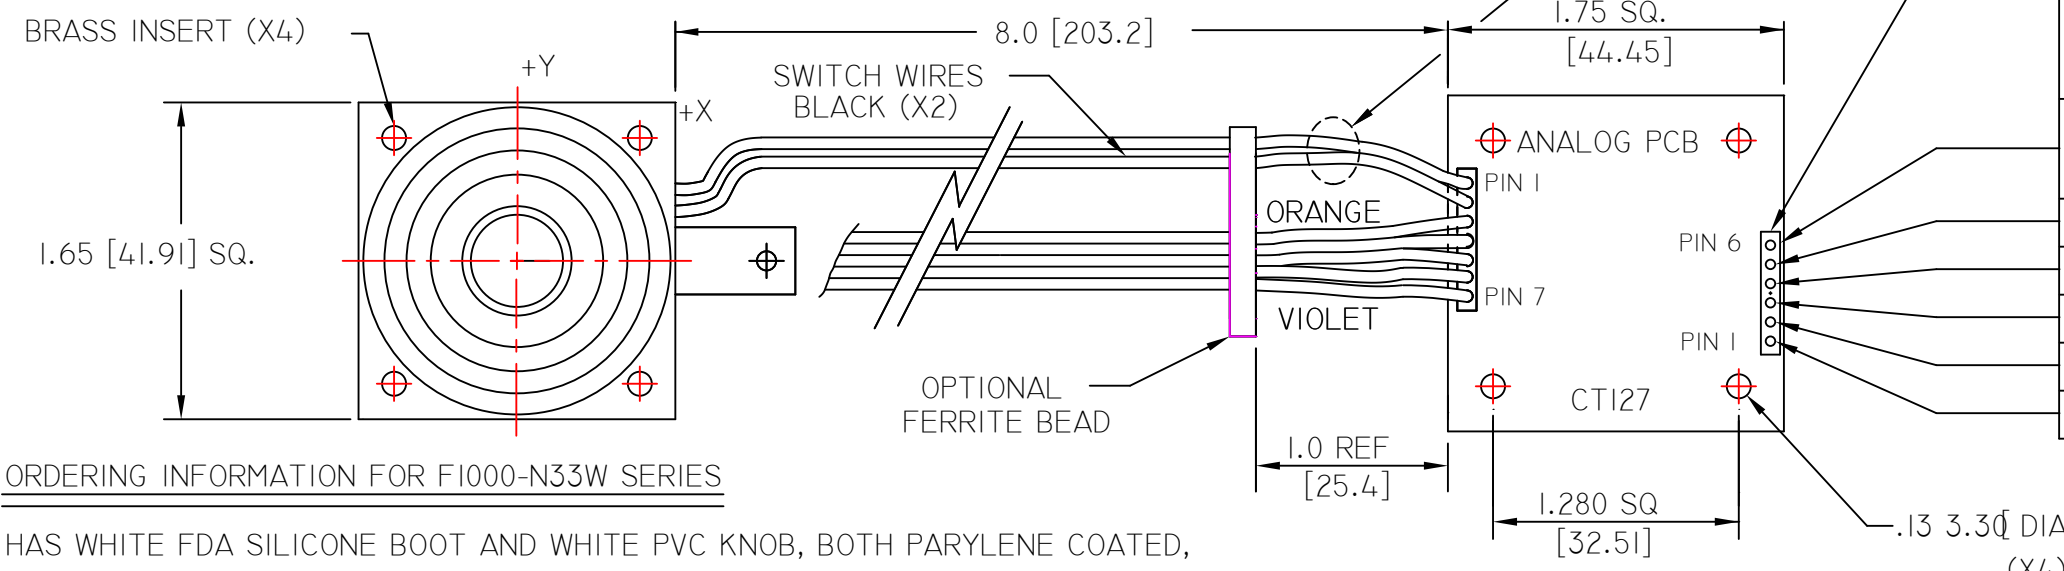 BRASS INSERT (X4)
+Y
+X
8.0 [203.2]
1.75 SQ.
[44.45]
SWITCH WIRES
BLACK (X2)
ANALOG PCB
PIN 1
ORANGE
PIN 6
1.65 [41.91] SQ.
PIN 7
VIOLET
PIN 1
OPTIONAL
FERRITE BEAD
CT127
1.0 REF
[25.4]
1.280 SQ
[32.51]
.13 3.30[ DIA
(X4)
ORDERING INFORMATION FOR F1000-N33W SERIES
HAS WHITE FDA SILICONE BOOT AND WHITE PVC KNOB, BOTH PARYLENE COATED,